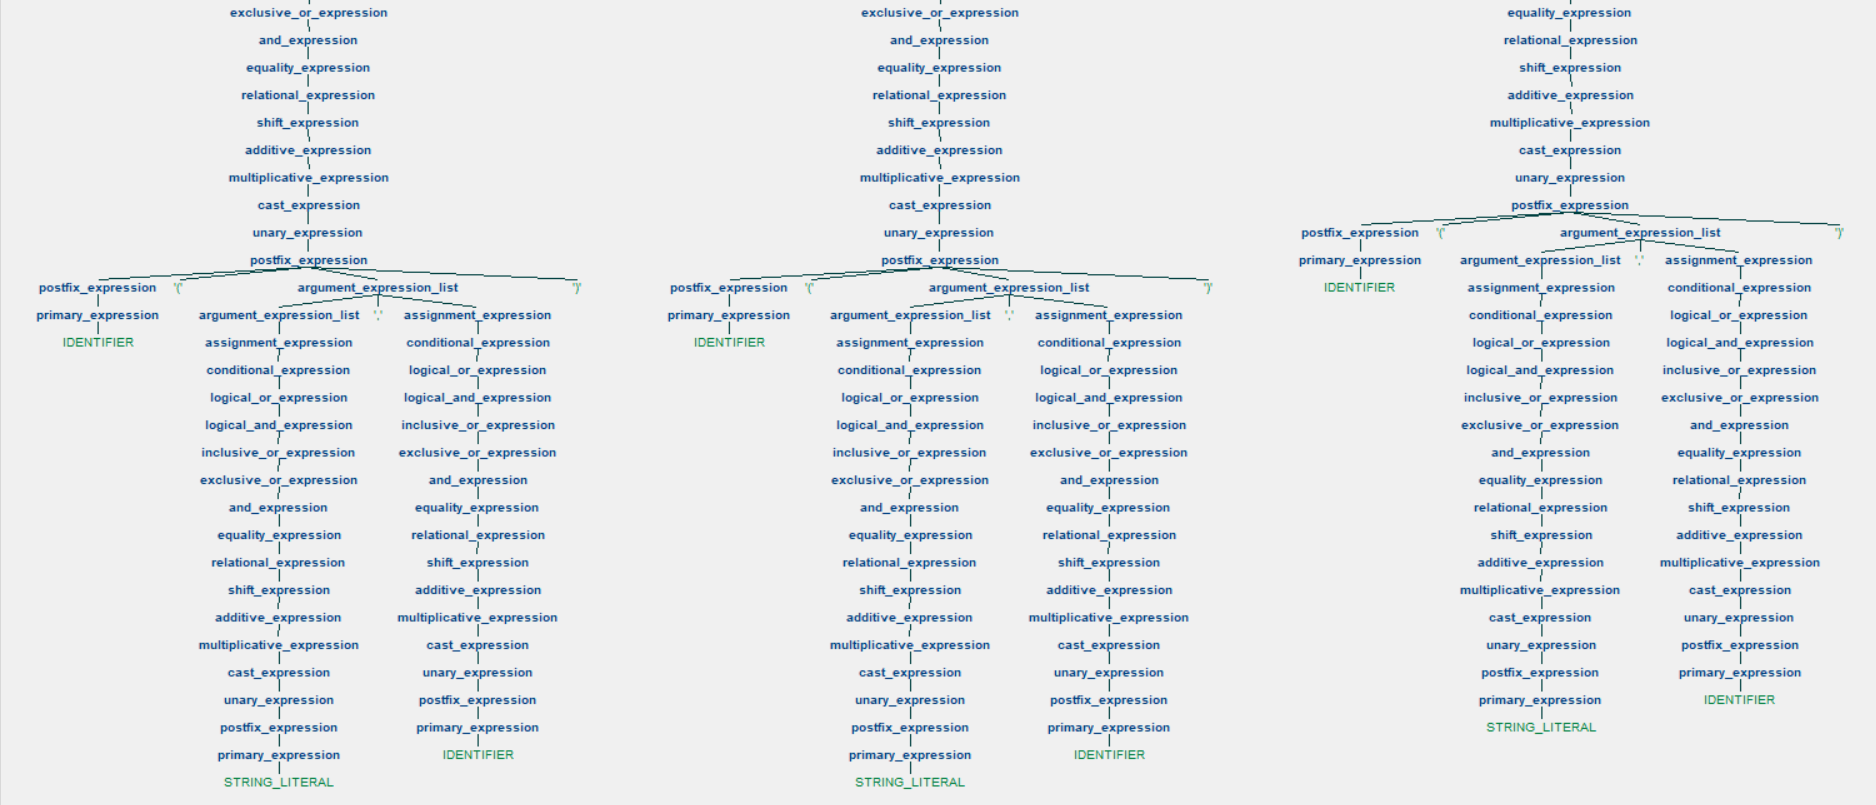 exclusive_or_expression exclusive_or_expression equality_expression
and_expression and_expression relational_expression
equality_expression equality_expression shift_expression
relational_expression relational_expression additive_expression
shift_expression shift_expression multiplicative_expression
additive_expression additive_expression cast_expression
multiplicative_expression multiplicative_expression unary_expression
cast_expression cast_expression postfix_expression
unary_expression unary_expression postfix_expression '(' argument_expression_list ')'
postfix_expression postfix_expression primary_expression argument_expression_list ',' assignment_expression
postfix_expression '(' argument_expression_list ')' postfix_expression '(' argument_expression_list ')' IDENTIFIER assignment_expression conditional_expression
primary_expression argument_expression_list ',' assignment_expression primary_expression argument_expression_list ',' assignment_expression conditional_expression logical_or_expression
IDENTIFIER assignment_expression conditional_expression IDENTIFIER assignment_expression conditional_expression logical_or_expression logical_and_expression
conditional_expression logical_or_expression conditional_expression logical_or_expression logical_and_expression inclusive_or_expression
logical_or_expression logical_and_expression logical_or_expression logical_and_expression inclusive_or_expression exclusive_or_expression
logical_and_expression inclusive_or_expression logical_and_expression inclusive_or_expression exclusive_or_expression and_expression
inclusive_or_expression exclusive_or_expression inclusive_or_expression exclusive_or_expression and_expression equality_expression
exclusive_or_expression and_expression exclusive_or_expression and_expression equality_expression relational_expression
and_expression equality_expression and_expression equality_expression relational_expression shift_expression
equality_expression relational_expression equality_expression relational_expression shift_expression additive_expression
relational_expression shift_expression relational_expression shift_expression additive_expression multiplicative_expression
shift_expression additive_expression shift_expression additive_expression multiplicative_expression cast_expression
additive_expression multiplicative_expression additive_expression multiplicative_expression cast_expression unary_expression
multiplicative_expression cast_expression multiplicative_expression cast_expression unary_expression postfix_expression
cast_expression unary_expression cast_expression unary_expression postfix_expression primary_expression
unary_expression postfix_expression unary_expression postfix_expression primary_expression IDENTIFIER
postfix_expression primary_expression postfix_expression primary_expression STRING_LITERAL
primary_expression IDENTIFIER primary_expression IDENTIFIER
STRING_LITERAL STRING_LITERAL